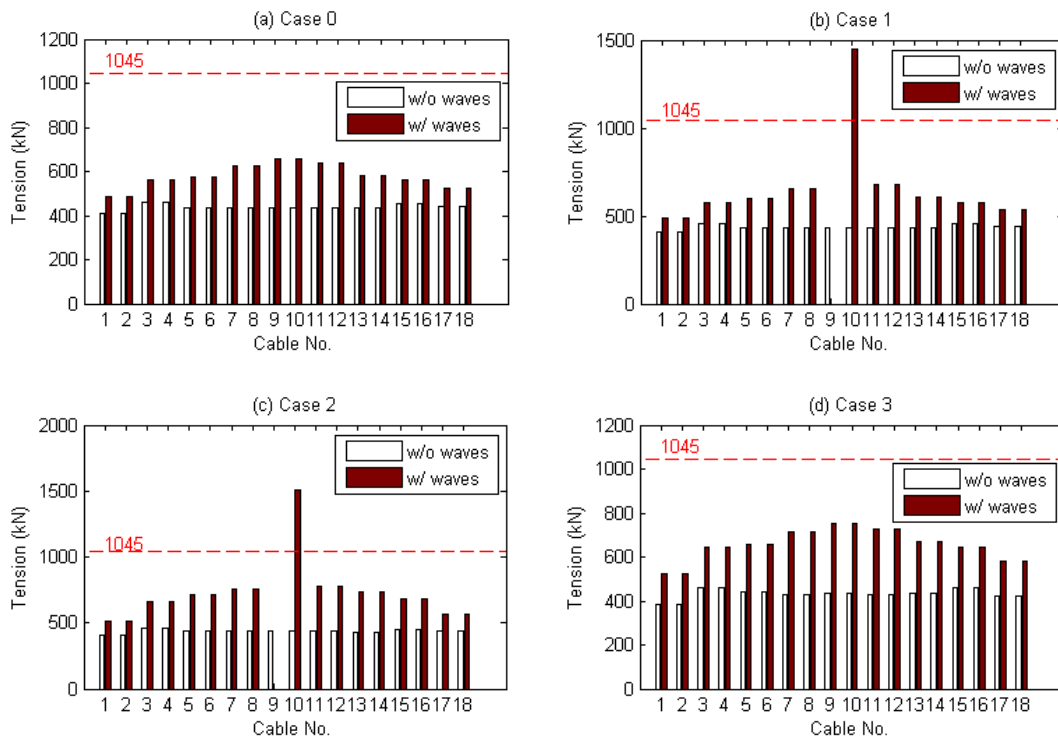 (a) Case 0
1200
1000
800
600
400
200
0
Tension (kN)
1045
w/o waves
w/ waves
1 2 3 4 5 6 7 8 9 10 11 12 13 14 15 16 17 18
Cable No.
(b) Case 1
1500
1000
500
0
Tension (kN)
1045
w/o waves
w/ waves
1 2 3 4 5 6 7 8 9 10 11 12 13 14 15 16 17 18
Cable No.
(c) Case 2
2000
1500
1000
500
0
Tension (kN)
1045
w/o waves
w/ waves
1 2 3 4 5 6 7 8 9 10 11 12 13 14 15 16 17 18
Cable No.
(d) Case 3
1200
1000
800
600
400
200
0
Tension (kN)
1045
w/o waves
w/ waves
1 2 3 4 5 6 7 8 9 10 11 12 13 14 15 16 17 18
Cable No.